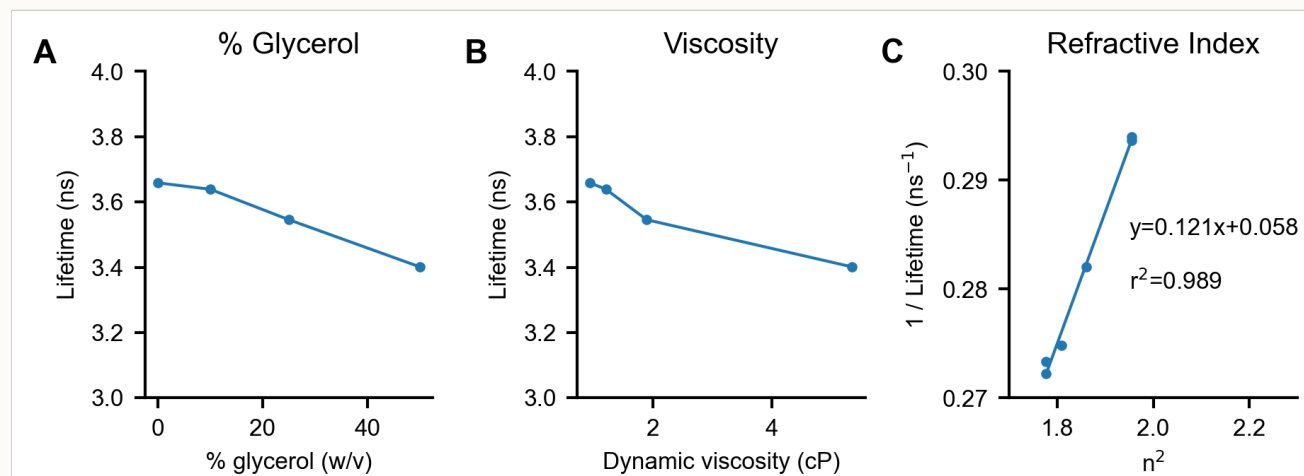 A
% Glycerol
Lifetime (ns)
4.0
3.8
3.6
3.4
3.2
3.0
0
20
40
% glycerol (w/v)
B
Viscosity
Lifetime (ns)
4.0
3.8
3.6
3.4
3.2
3.0
2
4
Dynamic viscosity (cP)
C
Refractive Index
1 / Lifetime (ns⁻¹)
0.30
0.29
0.28
0.27
y=0.121x+0.058
r²=0.989
1.8
2.0
2.2
n²